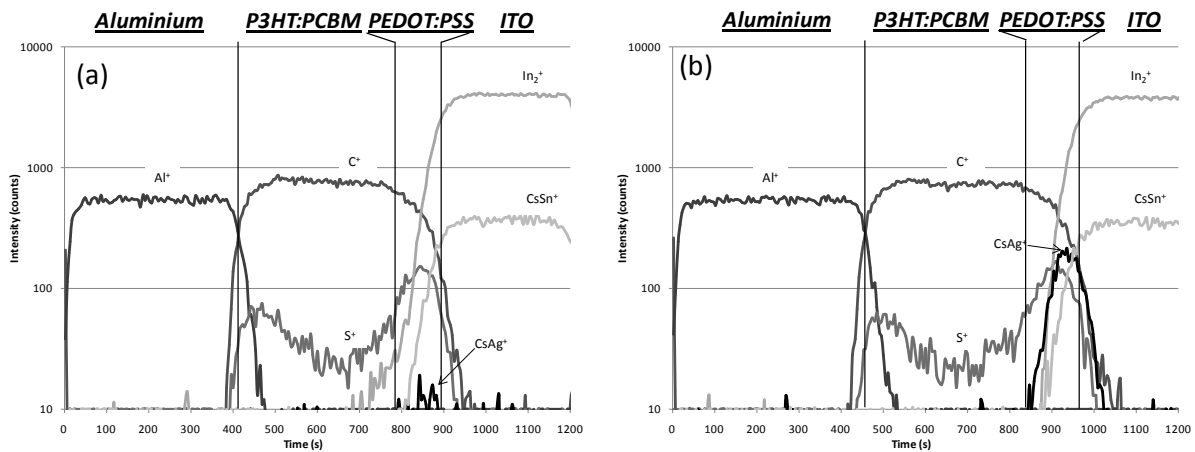 Aluminium P3HT:PCBM PEDOT:PSS ITO
(a)
10000
1000
100
10
Intensity (counts)
Al⁺
C⁺
S⁺
In₂⁺
CsSn⁺
CsAg⁺
0 100 200 300 400 500 600 700 800 900 1000 1100 1200
Time (s)
Aluminium P3HT:PCBM PEDOT:PSS ITO
(b)
10000
1000
100
10
Intensity (counts)
Al⁺
C⁺
S⁺
In₂⁺
CsSn⁺
CsAg⁺
0 100 200 300 400 500 600 700 800 900 1000 1100 1200
Time (s)